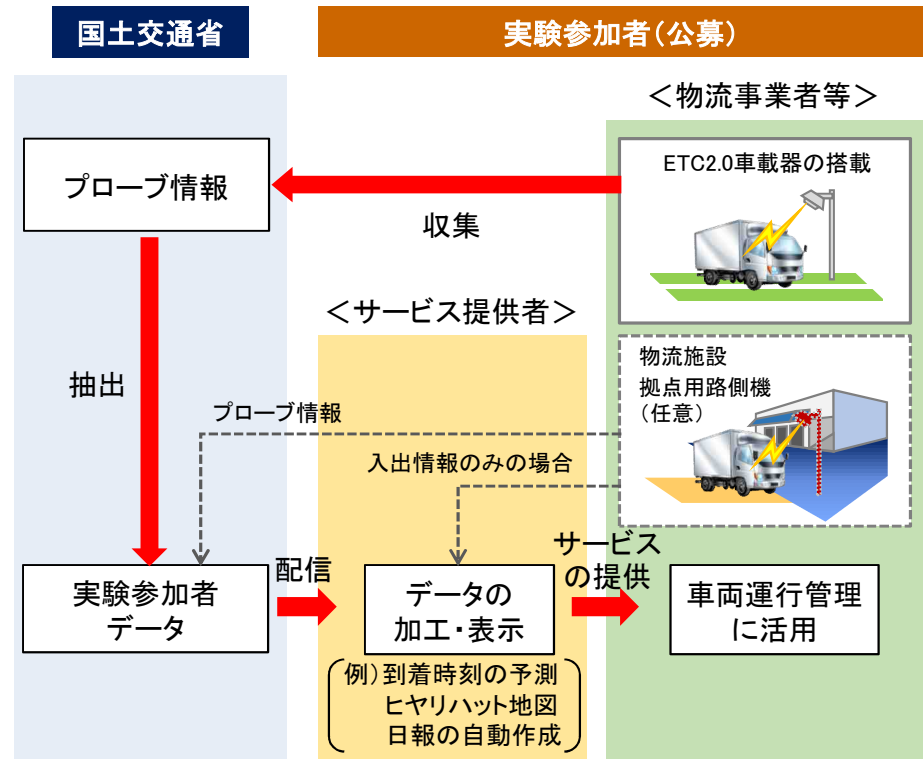 国土交通省
実験参加者（公募）
＜物流事業者等＞
ETC2.0車載器の搭載
プローブ情報
収集
＜サービス提供者＞
物流施設
拠点用路側機
（任意）
抽出
プローブ情報
入出情報のみの場合
サービス
の提供
配信
実験参加者
データ
データの
加工・表示
車両運行管理
に活用
例）到着時刻の予測
ヒヤリハット地図
日報の自動作成